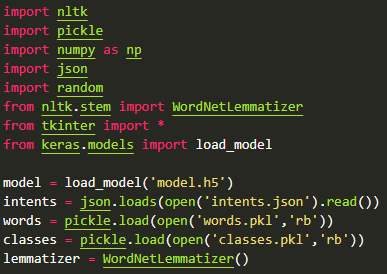 import nltk
import pickle
import numpy as np
import json
import random
from nltk.stem import WordNetLemmatizer
from tkinter import *
from keras.models import load_model
model = load_model('model.h5')
intents = json.loads(open('intents.json').read())
words = pickle.load(open('words.pkl','rb'))
classes = pickle.load(open('classes.pkl','rb'))
lemmatizer = WordNetLemmatizer()